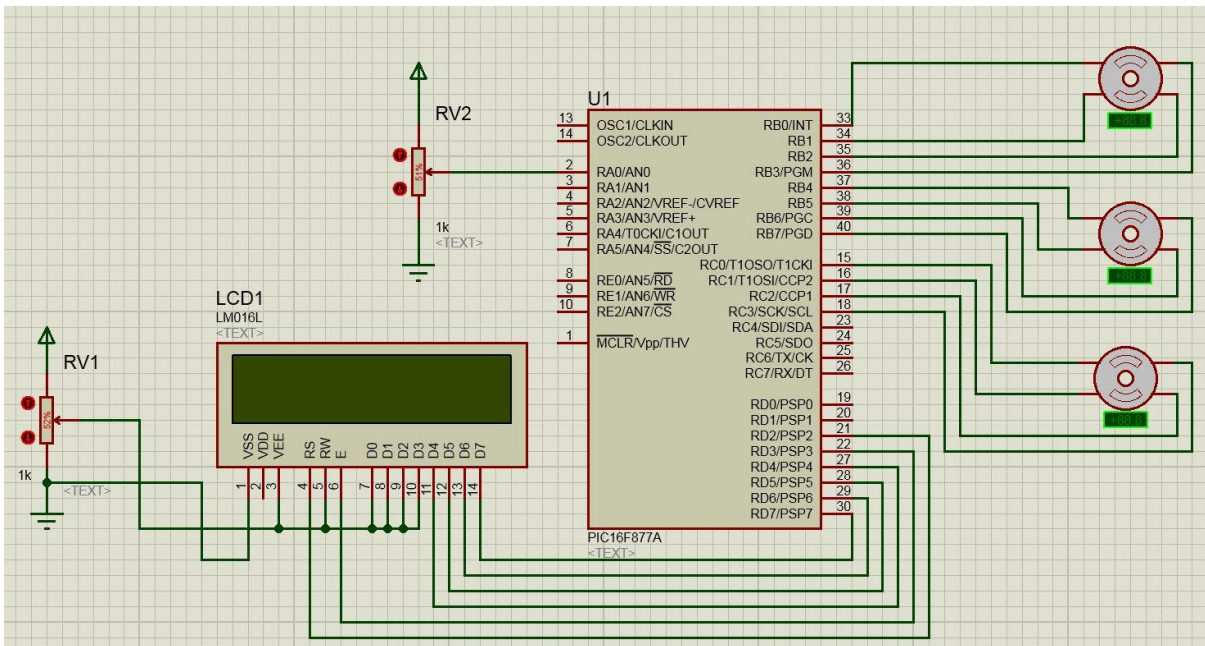 RV2
51%
1k
<TEXT>
U1
13 OSC1/CLKIN
14 OSC2/CLKOUT
2 RA0/AN0
3 RA1/AN1
4 RA2/AN2/VREF-/CVREF
5 RA3/AN3/VREF+
6 RA4/T0CKI/C1OUT
7 RA5/AN4/SS/C2OUT
8 RE0/AN5/RD
9 RE1/AN6/WR
10 RE2/AN7/CS
1 MCLR/Vpp/THV
RB0/INT 33
RB1 34
RB2 35
RB3/PGM 36
RB4 37
RB5 38
RB6/PGC 39
RB7/PGD 40
RC0/T1OSO/T1CKI 15
RC1/T1OSI/CCP2 16
RC2/CCP1 17
RC3/SCK/SCL 18
RC4/SDI/SDA 23
RC5/SDO 24
RC6/TX/CK 25
RC7/RX/DT 26
RD0/PSP0 19
RD1/PSP1 20
RD2/PSP2 21
RD3/PSP3 22
RD4/PSP4 27
RD5/PSP5 28
RD6/PSP6 29
RD7/PSP7 30
PIC16F877A
<TEXT>
+88.8
+88.8
+88.8
LCD1
LM016L
<TEXT>
VSS VDD VEE RS RW E D0 D1 D2 D3 D4 D5 D6 D7
1 2 3 4 5 6 7 8 9 10 11 12 13 14
RV1
52%
1k
<TEXT>